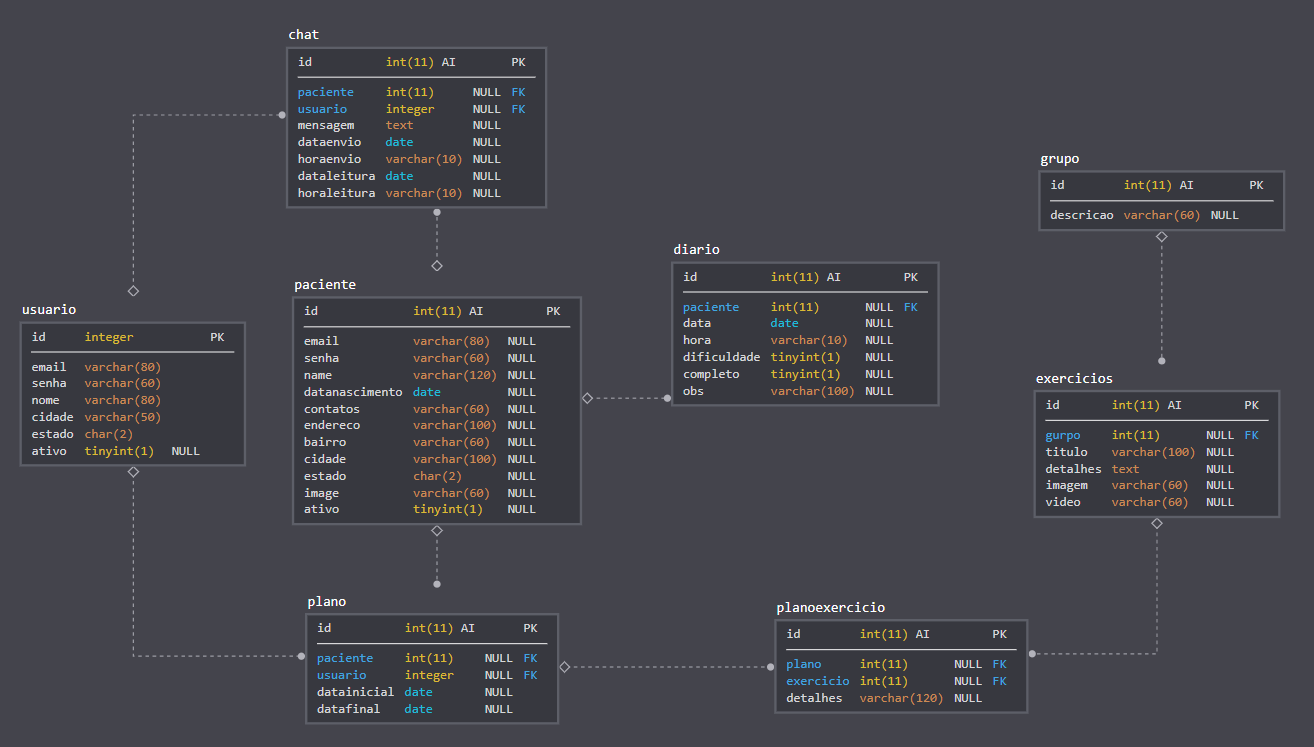 chat
id int(11) AI PK
paciente int(11) NULL FK
usuario integer NULL FK
mensagem text NULL
dataenvio date NULL
horaenvio varchar(10) NULL
dataleitura date NULL
horaleitura varchar(10) NULL
grupo
id int(11) AI PK
descricao varchar(60) NULL
diario
id int(11) AI PK
paciente int(11) NULL FK
data date NULL
hora varchar(10) NULL
dificuldade tinyint(1) NULL
completo tinyint(1) NULL
obs varchar(100) NULL
paciente
id int(11) AI PK
email varchar(80) NULL
senha varchar(60) NULL
name varchar(120) NULL
datanascimento date NULL
contatos varchar(60) NULL
endereco varchar(100) NULL
bairro varchar(60) NULL
cidade varchar(100) NULL
estado char(2) NULL
image varchar(60) NULL
ativo tinyint(1) NULL
usuario
id integer PK
email varchar(80)
senha varchar(60)
nome varchar(80)
cidade varchar(50)
estado char(2)
ativo tinyint(1) NULL
exercicios
id int(11) AI PK
gurpo int(11) NULL FK
titulo varchar(100) NULL
detalhes text NULL
imagem varchar(60) NULL
video varchar(60) NULL
plano
id int(11) AI PK
paciente int(11) NULL FK
usuario integer NULL FK
datainicial date NULL
datafinal date NULL
planoexercicio
id int(11) AI PK
plano int(11) NULL FK
exercicio int(11) NULL FK
detalhes varchar(120) NULL